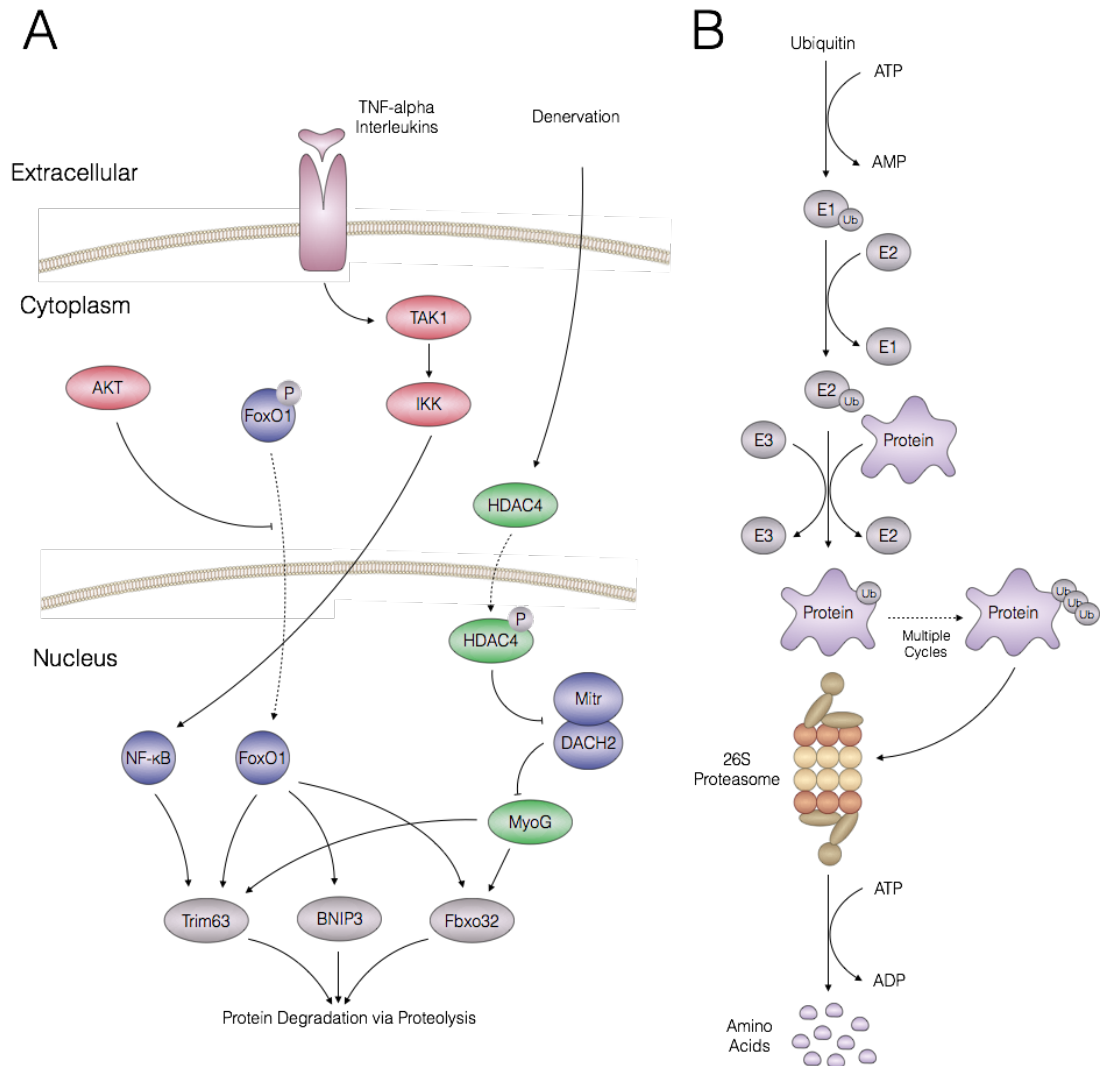 A
TNF-alpha
Interleukins
Denervation
Extracellular
Cytoplasm
TAK1
AKT
P
FoxO1
IKK
HDAC4
P
HDAC4
Nucleus
Mitr
DACH2
NF-κB
FoxO1
MyoG
Trim63
BNIP3
Fbxo32
Protein Degradation via Proteolysis
B
Ubiquitin
ATP
AMP
E1
Ub
E2
E1
E2
Ub
E3
Protein
E3
E2
Protein
Ub
Multiple
Cycles
Protein
Ub
Ub
Ub
26S
Proteasome
ATP
ADP
Amino
Acids